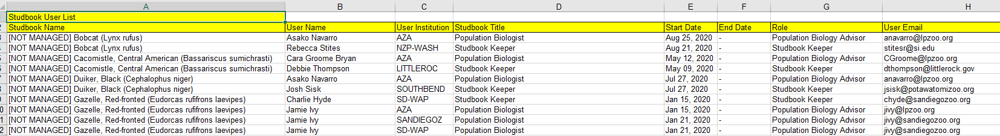 A B C D E F G H
Studbook User List
2 Studbook Name User Name User Institution Studbook Title Start Date End Date Role User Email
[NOT MANAGED] Bobcat (Lynx rufus) Asako Navarro AZA Population Biologist Aug 25, 2020 - Population Biology Advisor anavarro@lpzoo.org
[NOT MANAGED] Bobcat (Lynx rufus) Rebecca Stites NZP-WASH Studbook Keeper Aug 21, 2020 - Studbook Keeper stitesr@si.edu
[NOT MANAGED] Cacomistle, Central American (Bassariscus sumichrasti) Cara Groome Bryan AZA Population Biologist May 12, 2020 - Population Biology Advisor CGroome@lpzoo.org
[NOT MANAGED] Cacomistle, Central American (Bassariscus sumichrasti) Debbie Thompson LITTLEROC Studbook Keeper May 09, 2020 - Studbook Keeper dthompson@littlerock.gov
[NOT MANAGED] Duiker, Black (Cephalophus niger) Asako Navarro AZA Population Biologist Jul 27, 2020 - Population Biology Advisor anavarro@lpzoo.org
[NOT MANAGED] Duiker, Black (Cephalophus niger) Josh Sisk SOUTHBEND Studbook Keeper Jul 27, 2020 - Studbook Keeper jsisk@potawatomizoo.org
[NOT MANAGED] Gazelle, Red-fronted (Eudorcas rufifrons laevipes) Charlie Hyde SD-WAP Studbook Keeper Jan 15, 2020 - Studbook Keeper chyde@sandiegozoo.org
[NOT MANAGED] Gazelle, Red-fronted (Eudorcas rufifrons laevipes) Jamie Ivy AZA Population Biologist Jan 15, 2020 - Population Biology Advisor jivy@lpzoo.org
[NOT MANAGED] Gazelle, Red-fronted (Eudorcas rufifrons laevipes) Jamie Ivy SANDIEGOZ Population Biologist Jan 21, 2020 - Population Biology Advisor jivy@sandiegozoo.org
[NOT MANAGED] Gazelle, Red-fronted (Eudorcas rufifrons laevipes) Jamie Ivy SD-WAP Population Biologist Jan 21, 2020 - Population Biology Advisor jivy@sandiegozoo.org